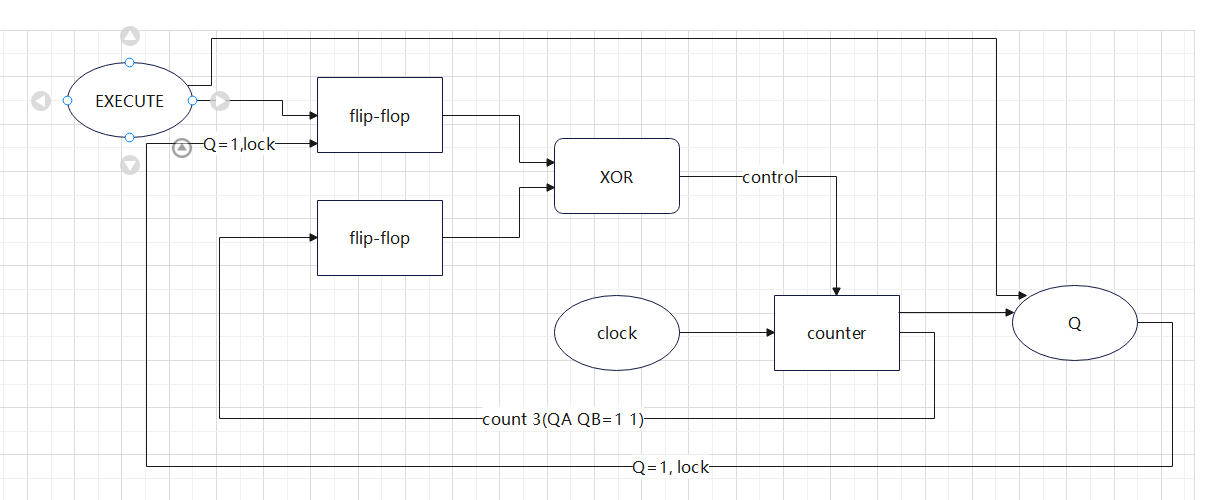 EXECUTE
flip-flop
Q=1,lock
XOR
control
flip-flop
clock
counter
Q
count 3(QA QB=1 1)
Q=1, lock